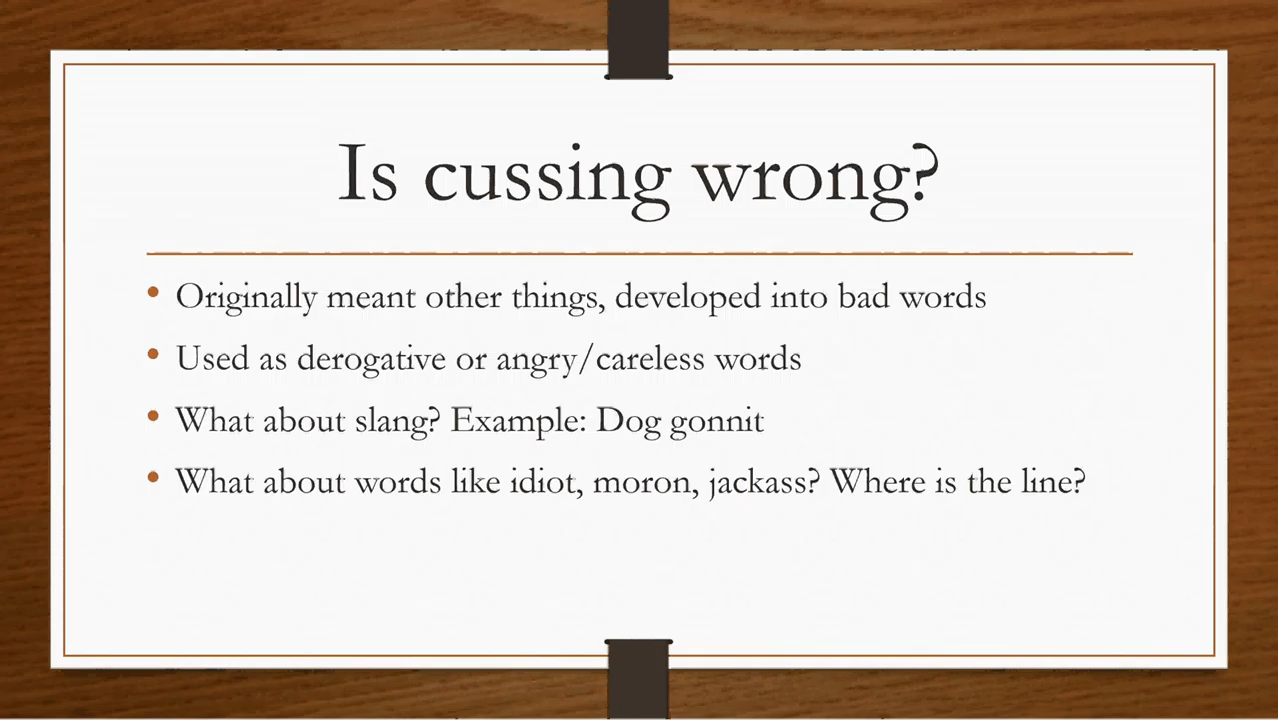 Is cussing wrong?
• Originally meant other things, developed into bad words
• Used as derogative or angry/careless words
• What about slang? Example: Dog gonnit
• What about words like idiot, moron, jackass? Where is the line?